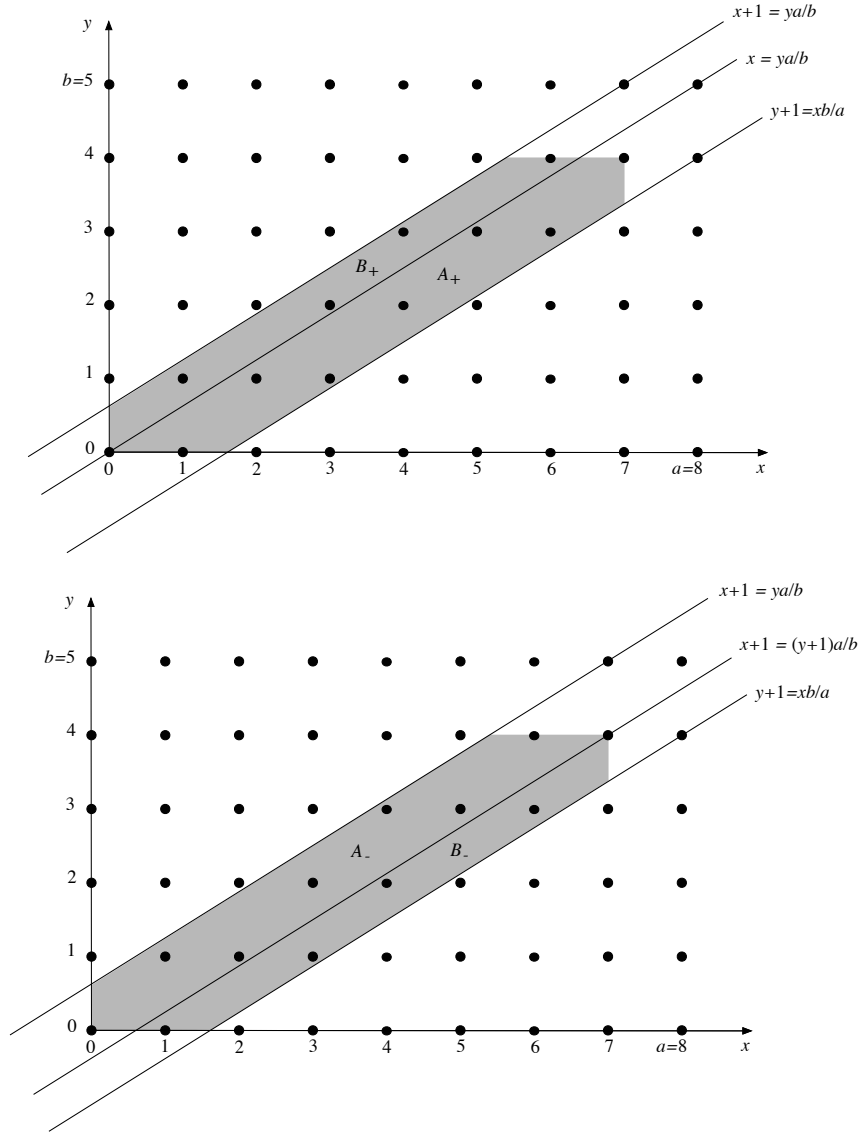 x+1 = ya/b
y
x = ya/b
b=5
y+1=xb/a
4
3
B+
A+
2
1
0
0 1 2 3 4 5 6 7 a=8 x
x+1 = ya/b
y
x+1 = (y+1)a/b
b=5
y+1=xb/a
4
3
A-
B-
2
1
0
0 1 2 3 4 5 6 7 a=8 x